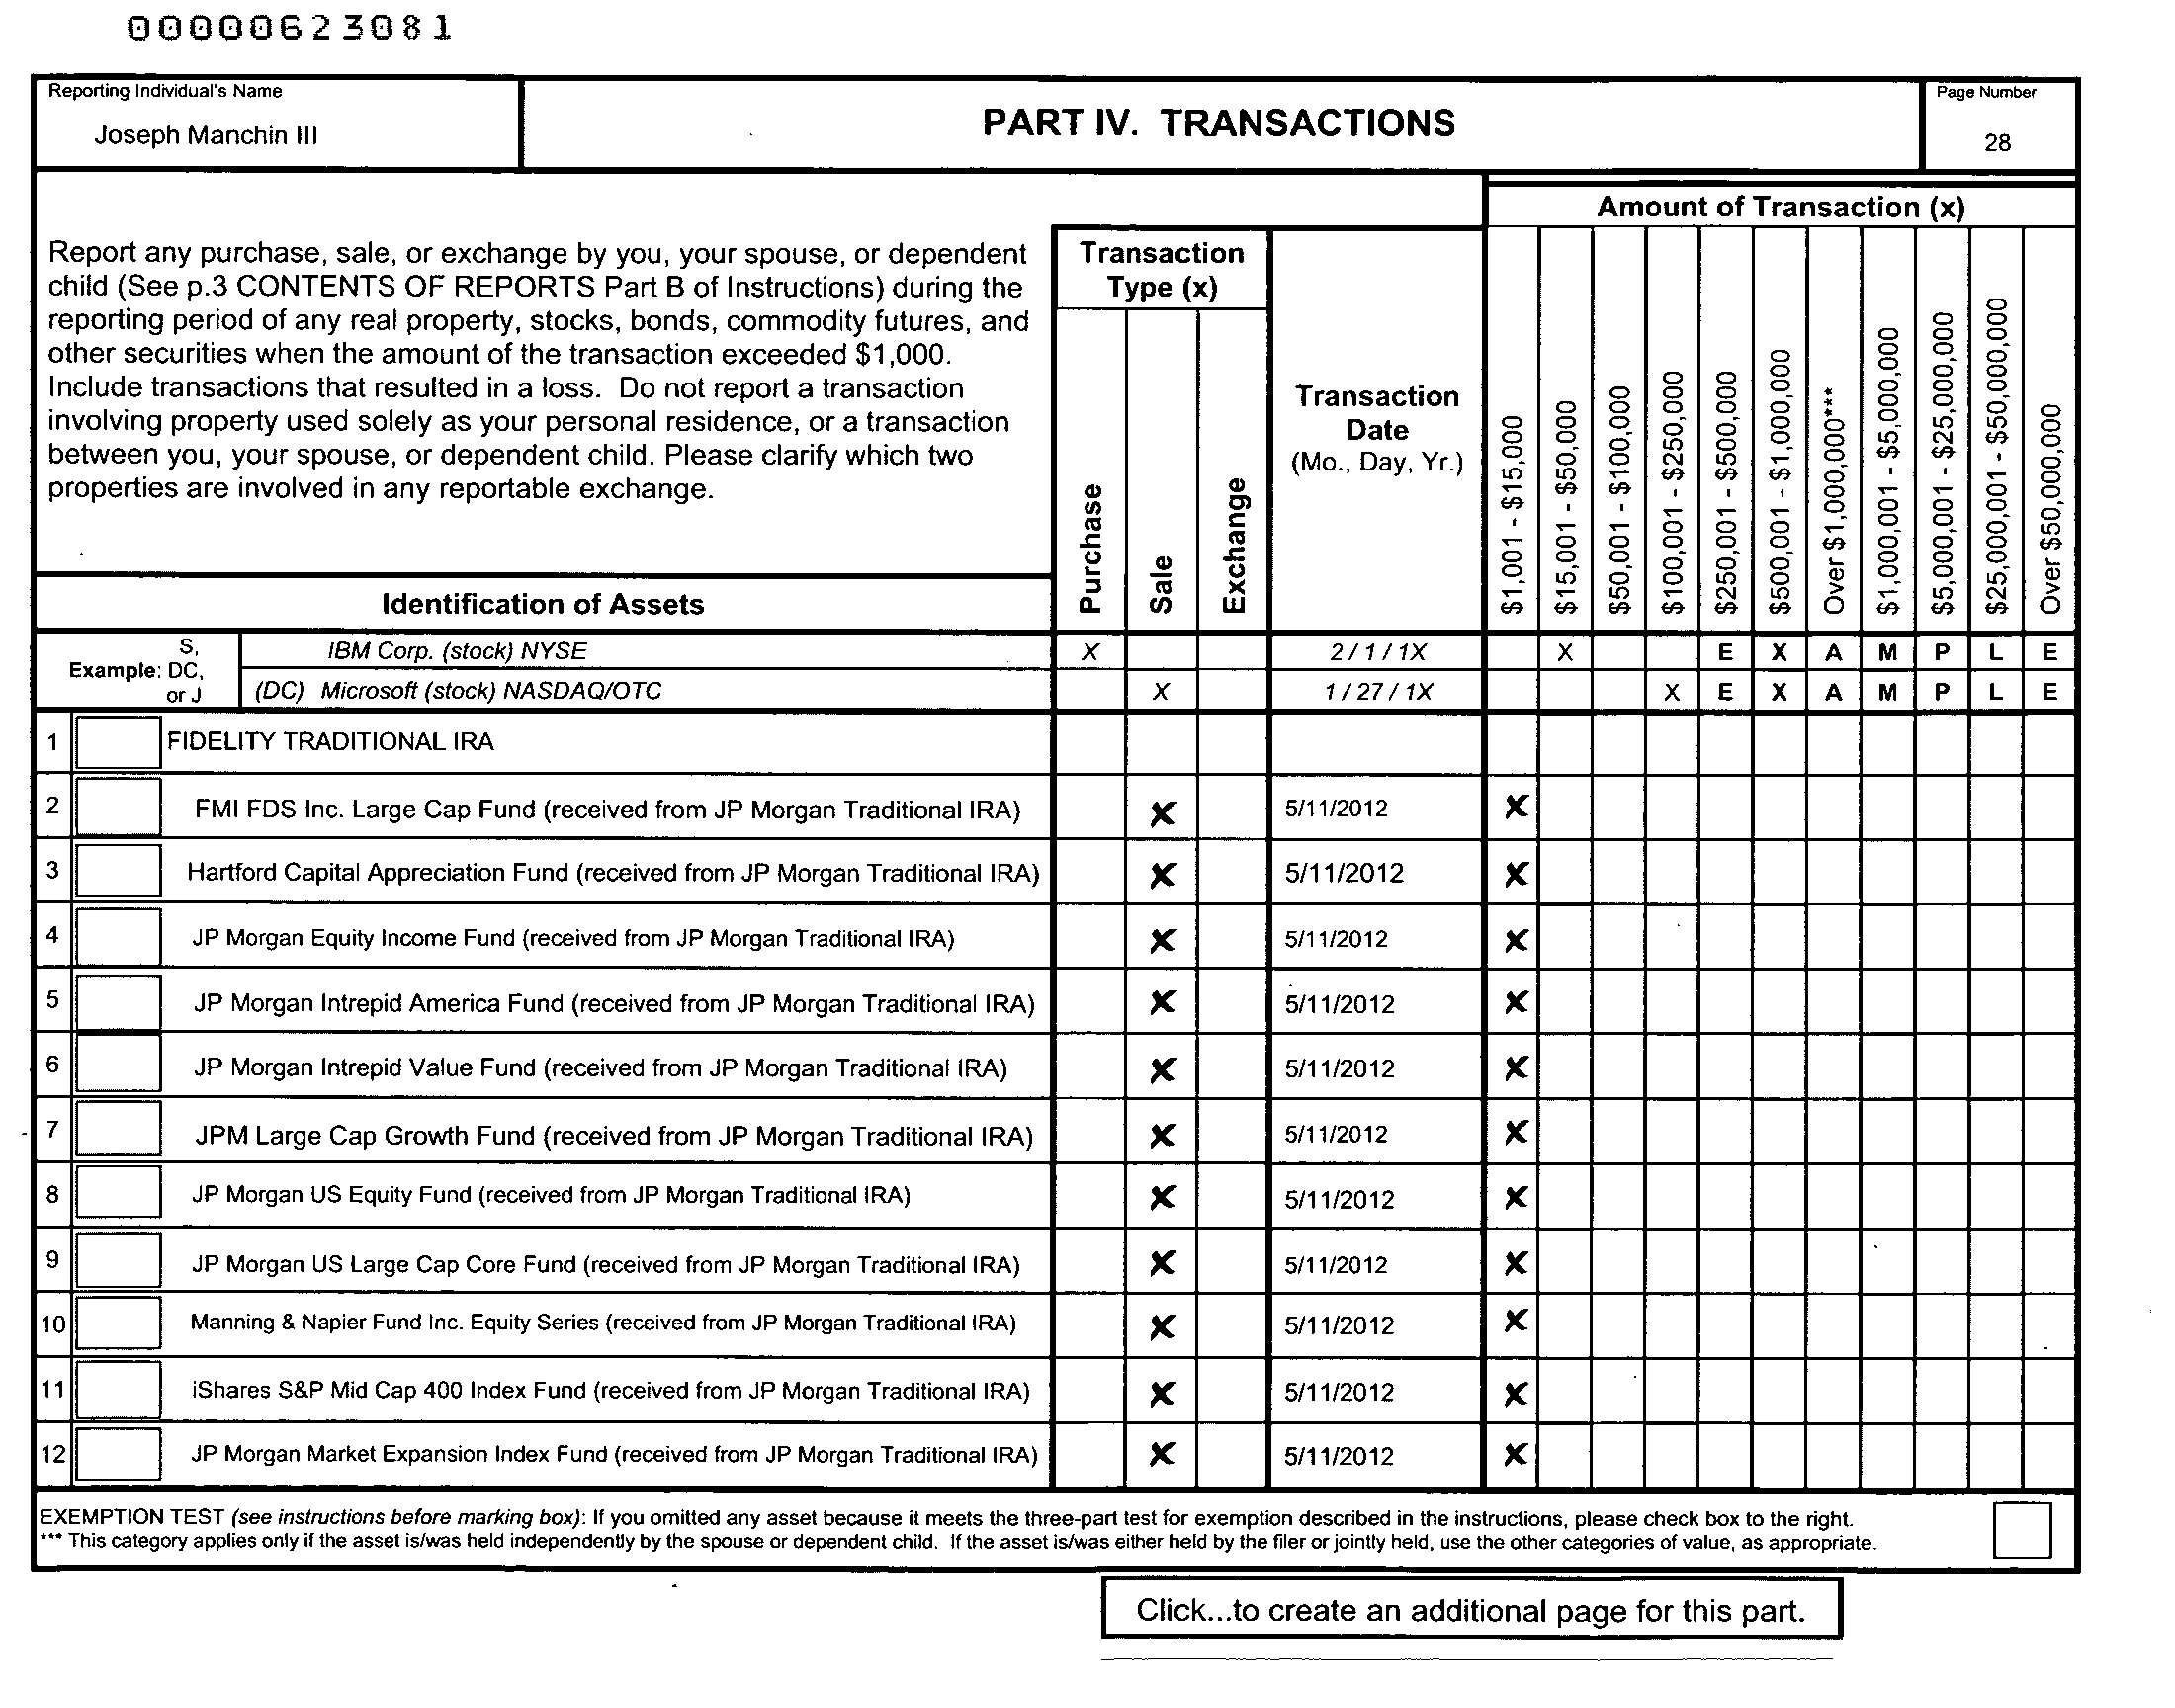 00000623081
Reporting Individual's Name
Joseph Manchin III
PART IV. TRANSACTIONS
Page Number
28
Report any purchase, sale, or exchange by you, your spouse, or dependent
child (See p.3 CONTENTS OF REPORTS Part B of Instructions) during the
reporting period of any real property, stocks, bonds, commodity futures, and
other securities when the amount of the transaction exceeded $1,000.
Include transactions that resulted in a loss. Do not report a transaction
involving property used solely as your personal residence, or a transaction
between you, your spouse, or dependent child. Please clarify which two
properties are involved in any reportable exchange.
Identification of Assets
Transaction
Type (x)
Purchase
Sale
Exchange
Transaction
Date
(Mo., Day, Yr.)
Amount of Transaction (x)
$1,001 - $15,000
$15,001 - $50,000
$50,001 - $100,000
$100,001 - $250,000
$250,001 - $500,000
$500,001 - $1,000,000
Over $1,000,000***
$1,000,001 - $5,000,000
$5,000,001 - $25,000,000
$25,000,001 - $50,000,000
Over $50,000,000
Example:
S,
DC,
or J
IBM Corp. (stock) NYSE X 2 / 1 / 1X X E X A M P L E
(DC) Microsoft (stock) NASDAQ/OTC X 1 / 27 / 1X X E X A M P L E
1 FIDELITY TRADITIONAL IRA
2 FMI FDS Inc. Large Cap Fund (received from JP Morgan Traditional IRA) X 5/11/2012 X
3 Hartford Capital Appreciation Fund (received from JP Morgan Traditional IRA) X 5/11/2012 X
4 JP Morgan Equity Income Fund (received from JP Morgan Traditional IRA) X 5/11/2012 X
5 JP Morgan Intrepid America Fund (received from JP Morgan Traditional IRA) X 5/11/2012 X
6 JP Morgan Intrepid Value Fund (received from JP Morgan Traditional IRA) X 5/11/2012 X
7 JPM Large Cap Growth Fund (received from JP Morgan Traditional IRA) X 5/11/2012 X
8 JP Morgan US Equity Fund (received from JP Morgan Traditional IRA) X 5/11/2012 X
9 JP Morgan US Large Cap Core Fund (received from JP Morgan Traditional IRA) X 5/11/2012 X
10 Manning & Napier Fund Inc. Equity Series (received from JP Morgan Traditional IRA) X 5/11/2012 X
11 iShares S&P Mid Cap 400 Index Fund (received from JP Morgan Traditional IRA) X 5/11/2012 X
12 JP Morgan Market Expansion Index Fund (received from JP Morgan Traditional IRA) X 5/11/2012 X
EXEMPTION TEST (see instructions before marking box): If you omitted any asset because it meets the three-part test for exemption described in the instructions, please check box to the right.
*** This category applies only if the asset is/was held independently by the spouse or dependent child. If the asset is/was either held by the filer or jointly held, use the other categories of value, as appropriate.
Click...to create an additional page for this part.